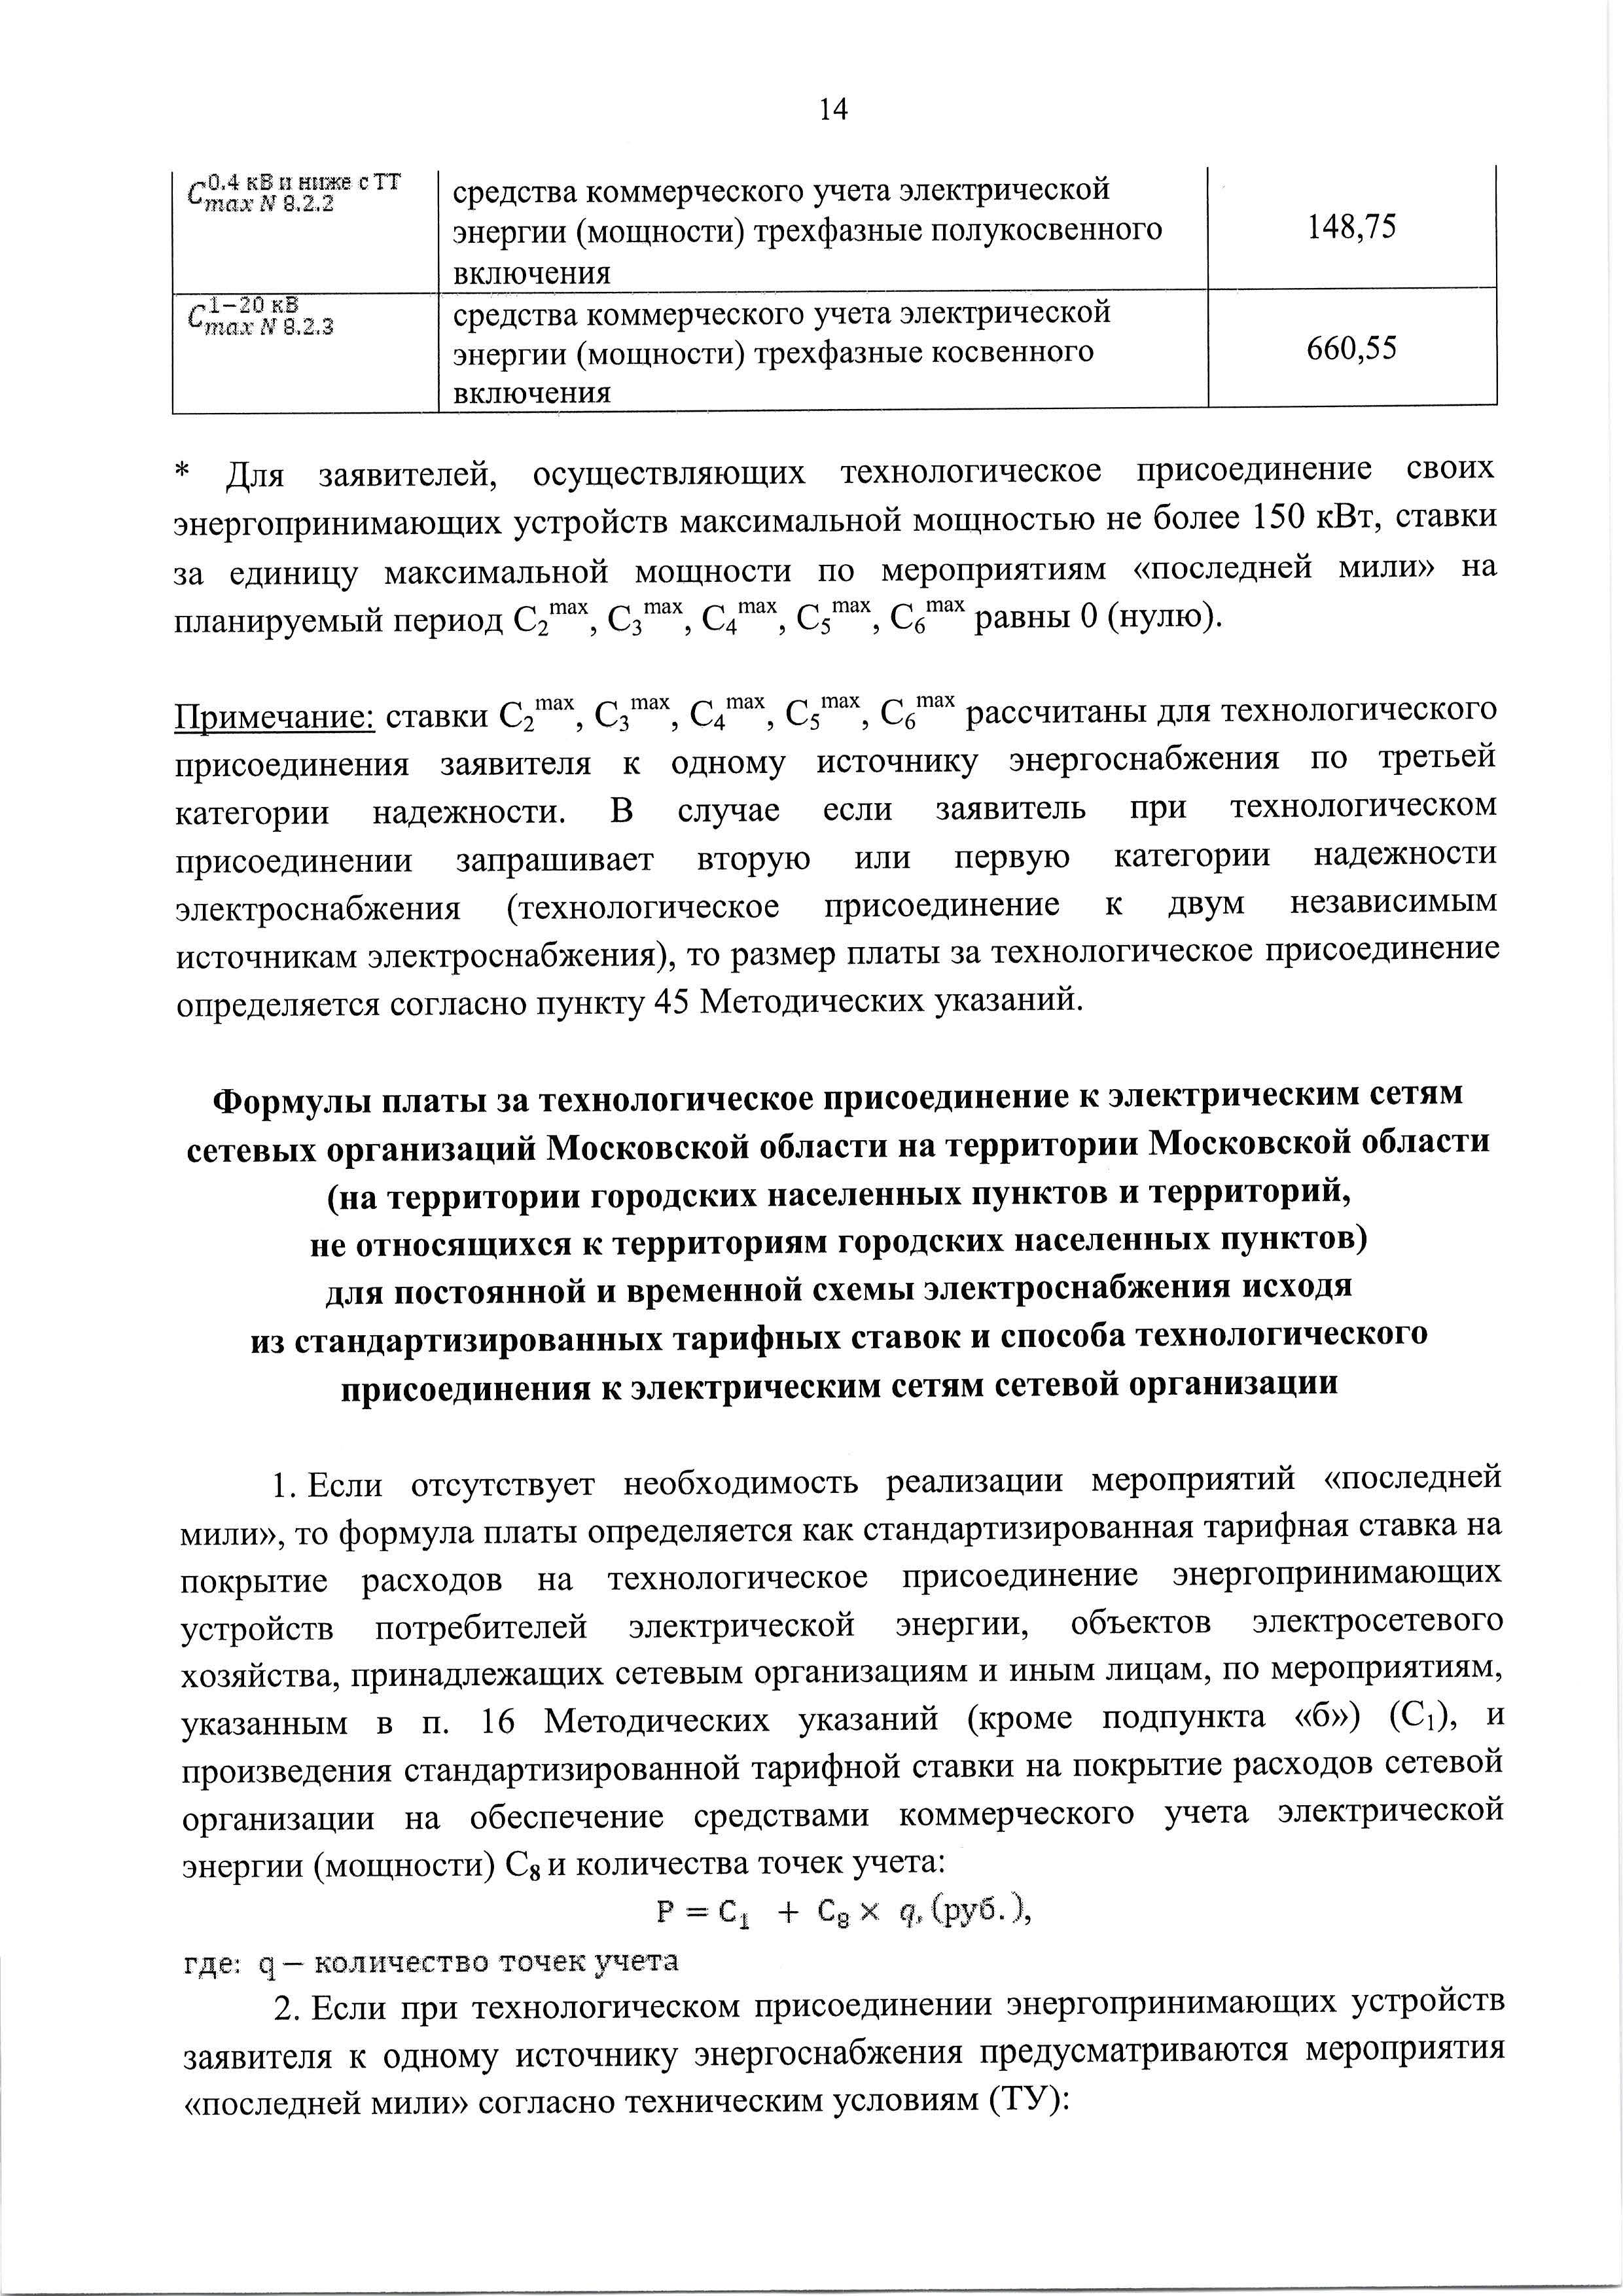 14
C 0.4 кВ и ниже с ТТ
max N 8.2.2
средства коммерческого учета электрической
энергии (мощности) трехфазные полукосвенного
включения
148,75
C 1–20 кВ
max N 8.2.3
средства коммерческого учета электрической
энергии (мощности) трехфазные косвенного
включения
660,55
* Для заявителей, осуществляющих технологическое присоединение своих
энергопринимающих устройств максимальной мощностью не более 150 кВт, ставки
за единицу максимальной мощности по мероприятиям «последней мили» на
планируемый период C₂ᵐᵃˣ, C₃ᵐᵃˣ, C₄ᵐᵃˣ, C₅ᵐᵃˣ, C₆ᵐᵃˣ равны 0 (нулю).
Примечание: ставки C₂ᵐᵃˣ, C₃ᵐᵃˣ, C₄ᵐᵃˣ, C₅ᵐᵃˣ, C₆ᵐᵃˣ рассчитаны для технологического
присоединения заявителя к одному источнику энергоснабжения по третьей
категории надежности. В случае если заявитель при технологическом
присоединении запрашивает вторую или первую категории надежности
электроснабжения (технологическое присоединение к двум независимым
источникам электроснабжения), то размер платы за технологическое присоединение
определяется согласно пункту 45 Методических указаний.
Формулы платы за технологическое присоединение к электрическим сетям
сетевых организаций Московской области на территории Московской области
(на территории городских населенных пунктов и территорий,
не относящихся к территориям городских населенных пунктов)
для постоянной и временной схемы электроснабжения исходя
из стандартизированных тарифных ставок и способа технологического
присоединения к электрическим сетям сетевой организации
1. Если отсутствует необходимость реализации мероприятий «последней
мили», то формула платы определяется как стандартизированная тарифная ставка на
покрытие расходов на технологическое присоединение энергопринимающих
устройств потребителей электрической энергии, объектов электросетевого
хозяйства, принадлежащих сетевым организациям и иным лицам, по мероприятиям,
указанным в п. 16 Методических указаний (кроме подпункта «б») (C₁), и
произведения стандартизированной тарифной ставки на покрытие расходов сетевой
организации на обеспечение средствами коммерческого учета электрической
энергии (мощности) C₈ и количества точек учета:
P = C₁ + C₈ × q, (руб.),
где: q – количество точек учета
2. Если при технологическом присоединении энергопринимающих устройств
заявителя к одному источнику энергоснабжения предусматриваются мероприятия
«последней мили» согласно техническим условиям (ТУ):